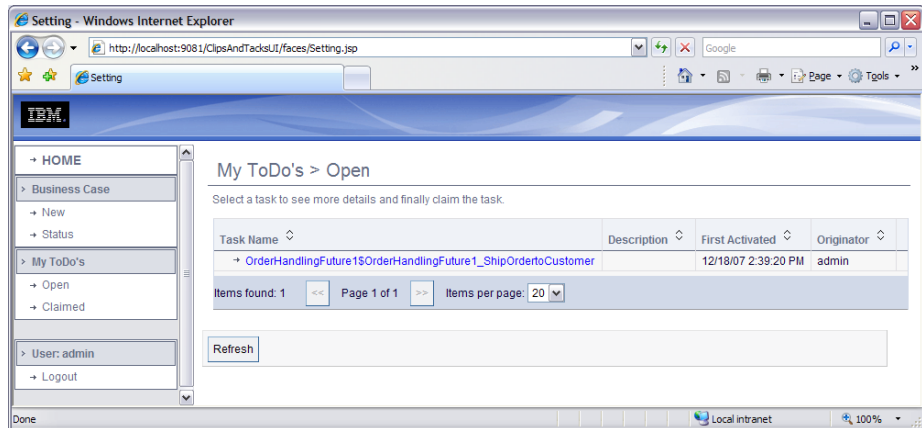 Setting - Windows Internet Explorer
http://localhost:9081/ClipsAndTacksUI/faces/Setting.jsp
Google
Setting
Page
Tools
»
IBM.
HOME
Business Case
New
Status
My ToDo's
Open
Claimed
User: admin
Logout
My ToDo's > Open
Select a task to see more details and finally claim the task.
Task Name Description First Activated Originator
OrderHandlingFuture1$OrderHandlingFuture1_ShipOrdertoCustomer 12/18/07 2:39:20 PM admin
Items found: 1 << Page 1 of 1 >> Items per page: 20
Refresh
Done Local intranet 100%